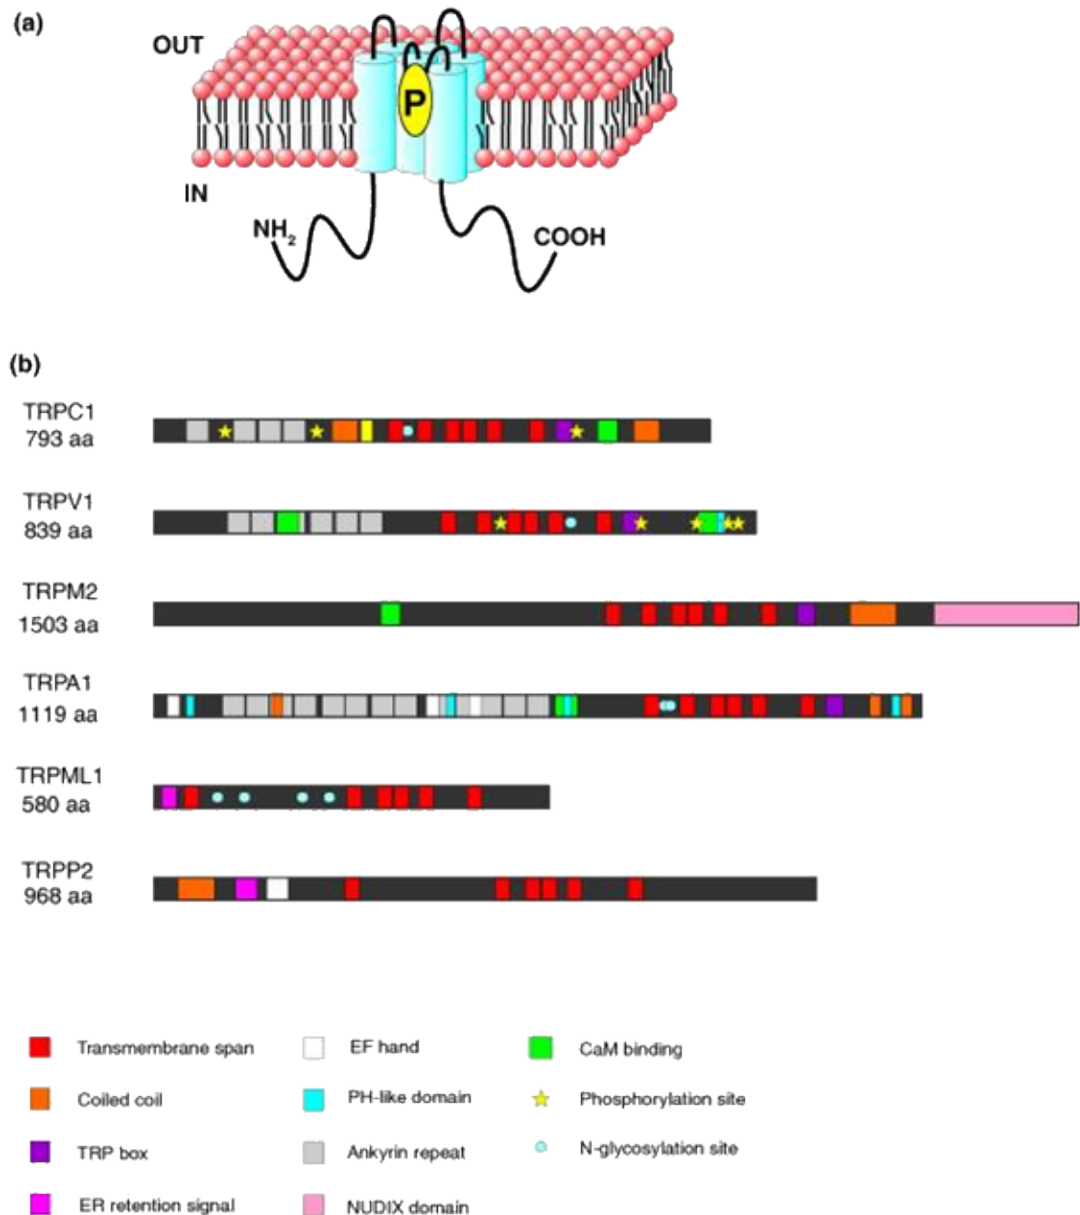 (a)
OUT
P
IN
NH2
COOH
(b)
TRPC1
793 aa
TRPV1
839 aa
TRPM2
1503 aa
TRPA1
1119 aa
TRPML1
580 aa
TRPP2
968 aa
Transmembrane span
EF hand
CaM binding
Coiled coil
PH-like domain
Phosphorylation site
TRP box
Ankyrin repeat
N-glycosylation site
ER retention signal
NUDIX domain